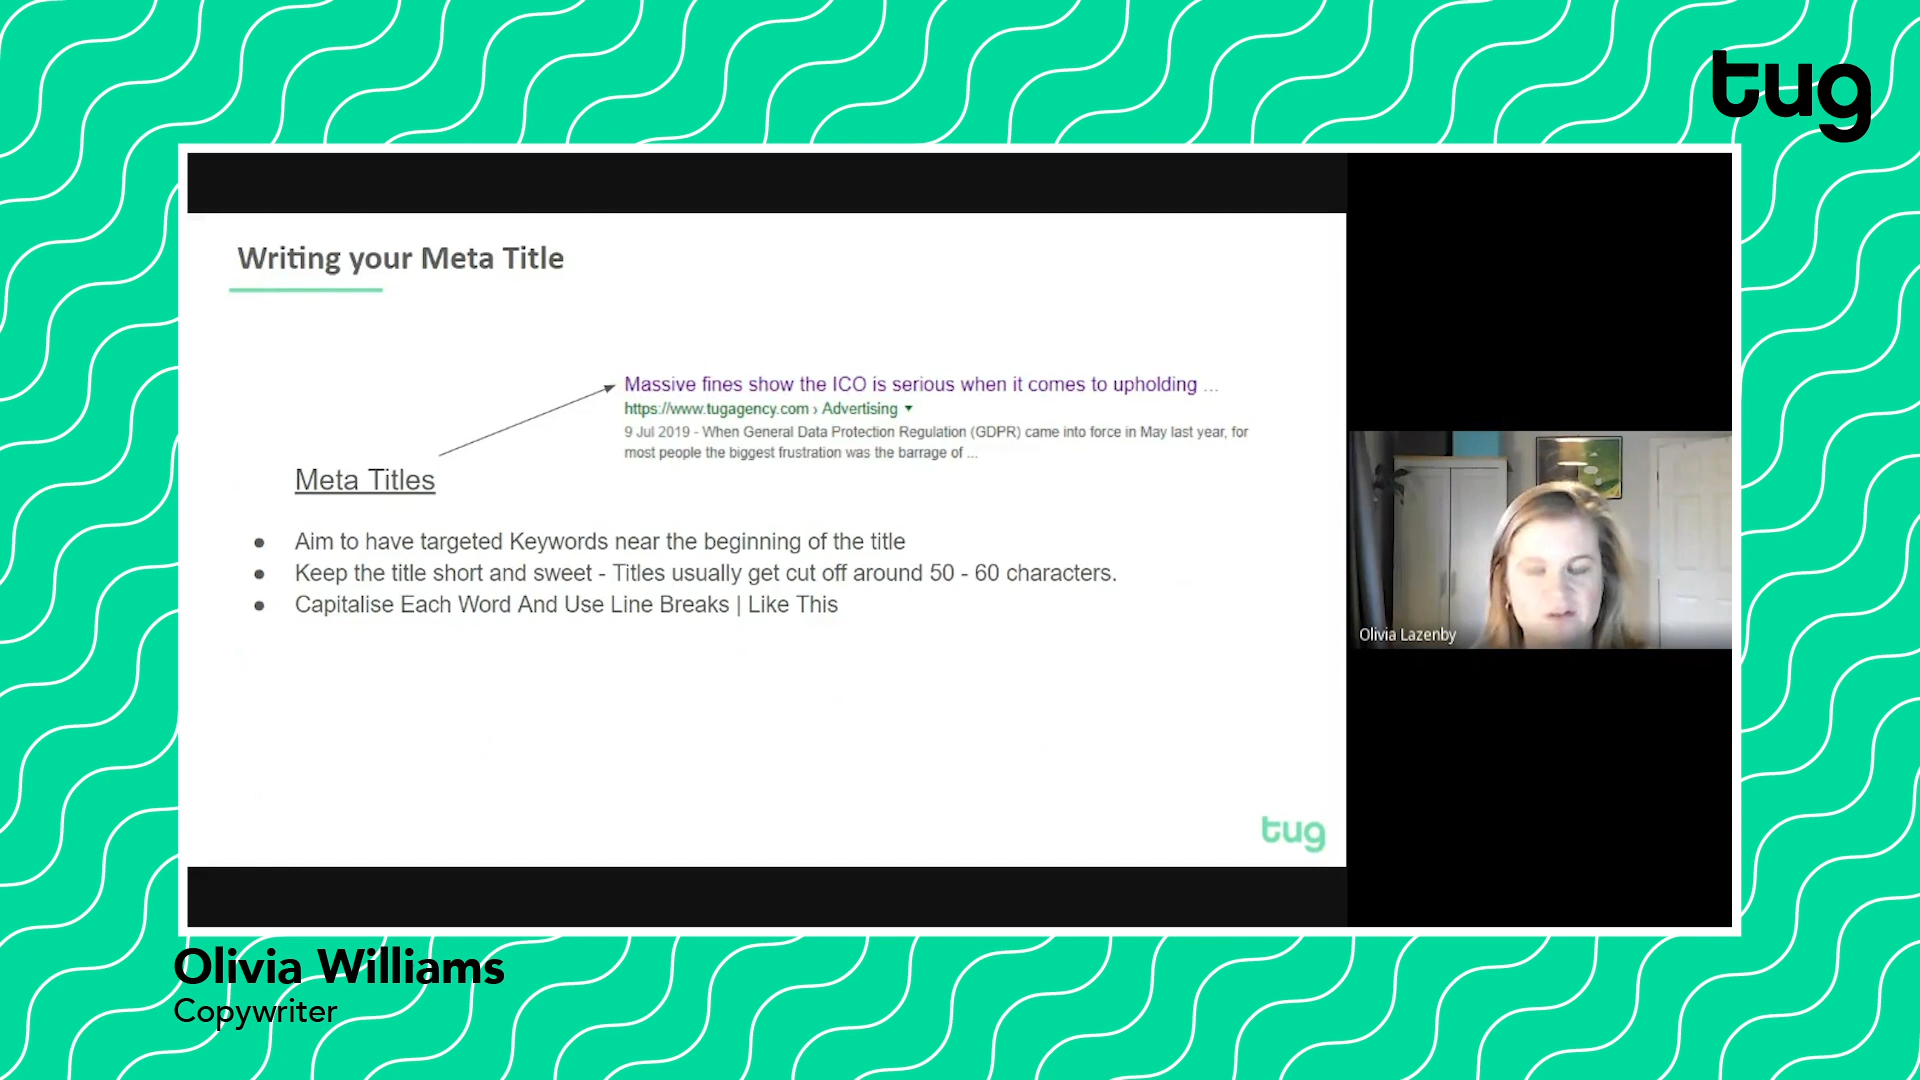 tug
Writing your Meta Title
Massive fines show the ICO is serious when it comes to upholding ...
https://www.tugagency.com › Advertising ▼
9 Jul 2019 - When General Data Protection Regulation (GDPR) came into force in May last year, for
most people the biggest frustration was the barrage of ...
Meta Titles
● Aim to have targeted Keywords near the beginning of the title
● Keep the title short and sweet - Titles usually get cut off around 50 - 60 characters.
● Capitalise Each Word And Use Line Breaks | Like This
Olivia Lazenby
tug
Olivia Williams
Copywriter